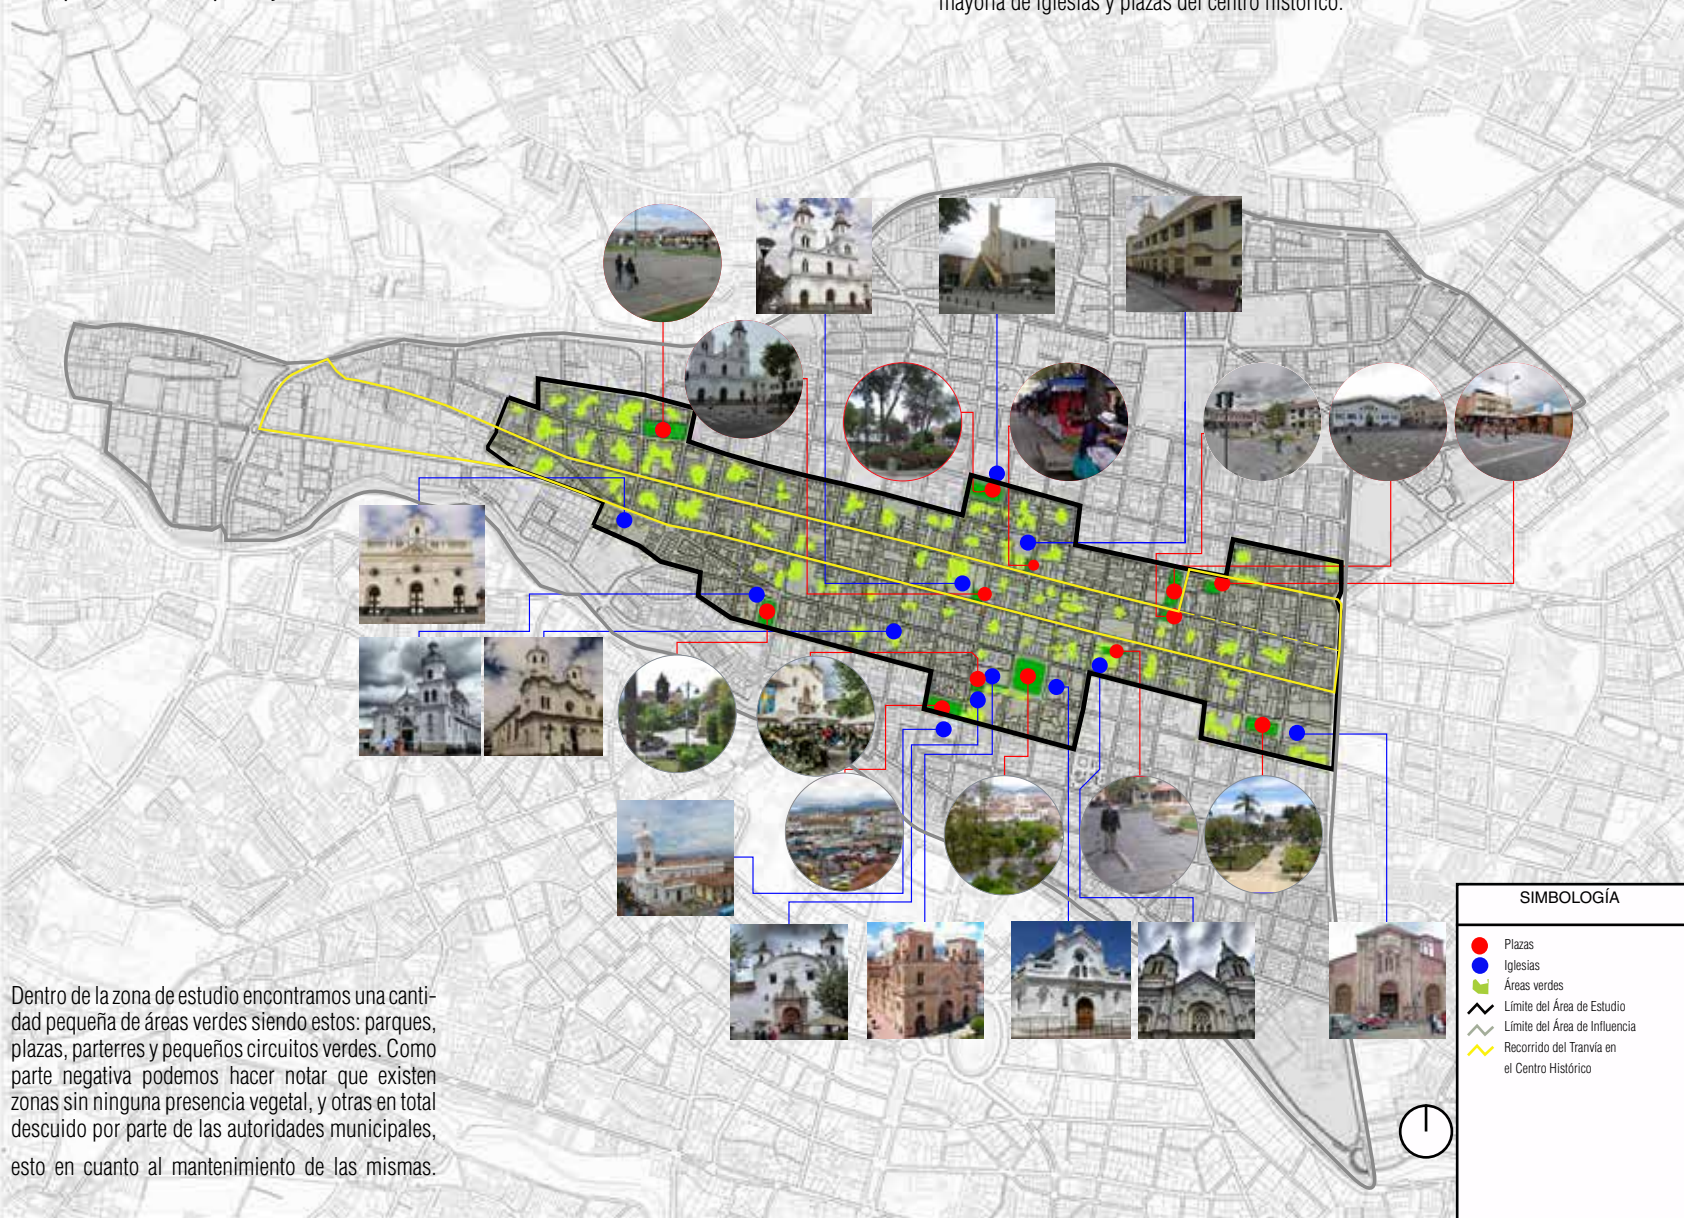 mayoría de iglesias y plazas del centro histórico.
Dentro de la zona de estudio encontramos una canti-
dad pequeña de áreas verdes siendo estos: parques,
plazas, parterres y pequeños circuitos verdes. Como
parte negativa podemos hacer notar que existen
zonas sin ninguna presencia vegetal, y otras en total
descuido por parte de las autoridades municipales,
esto en cuanto al mantenimiento de las mismas.
SIMBOLOGÍA
Plazas
Iglesias
Áreas verdes
Límite del Área de Estudio
Límite del Área de Influencia
Recorrido del Tranvía en
el Centro Histórico